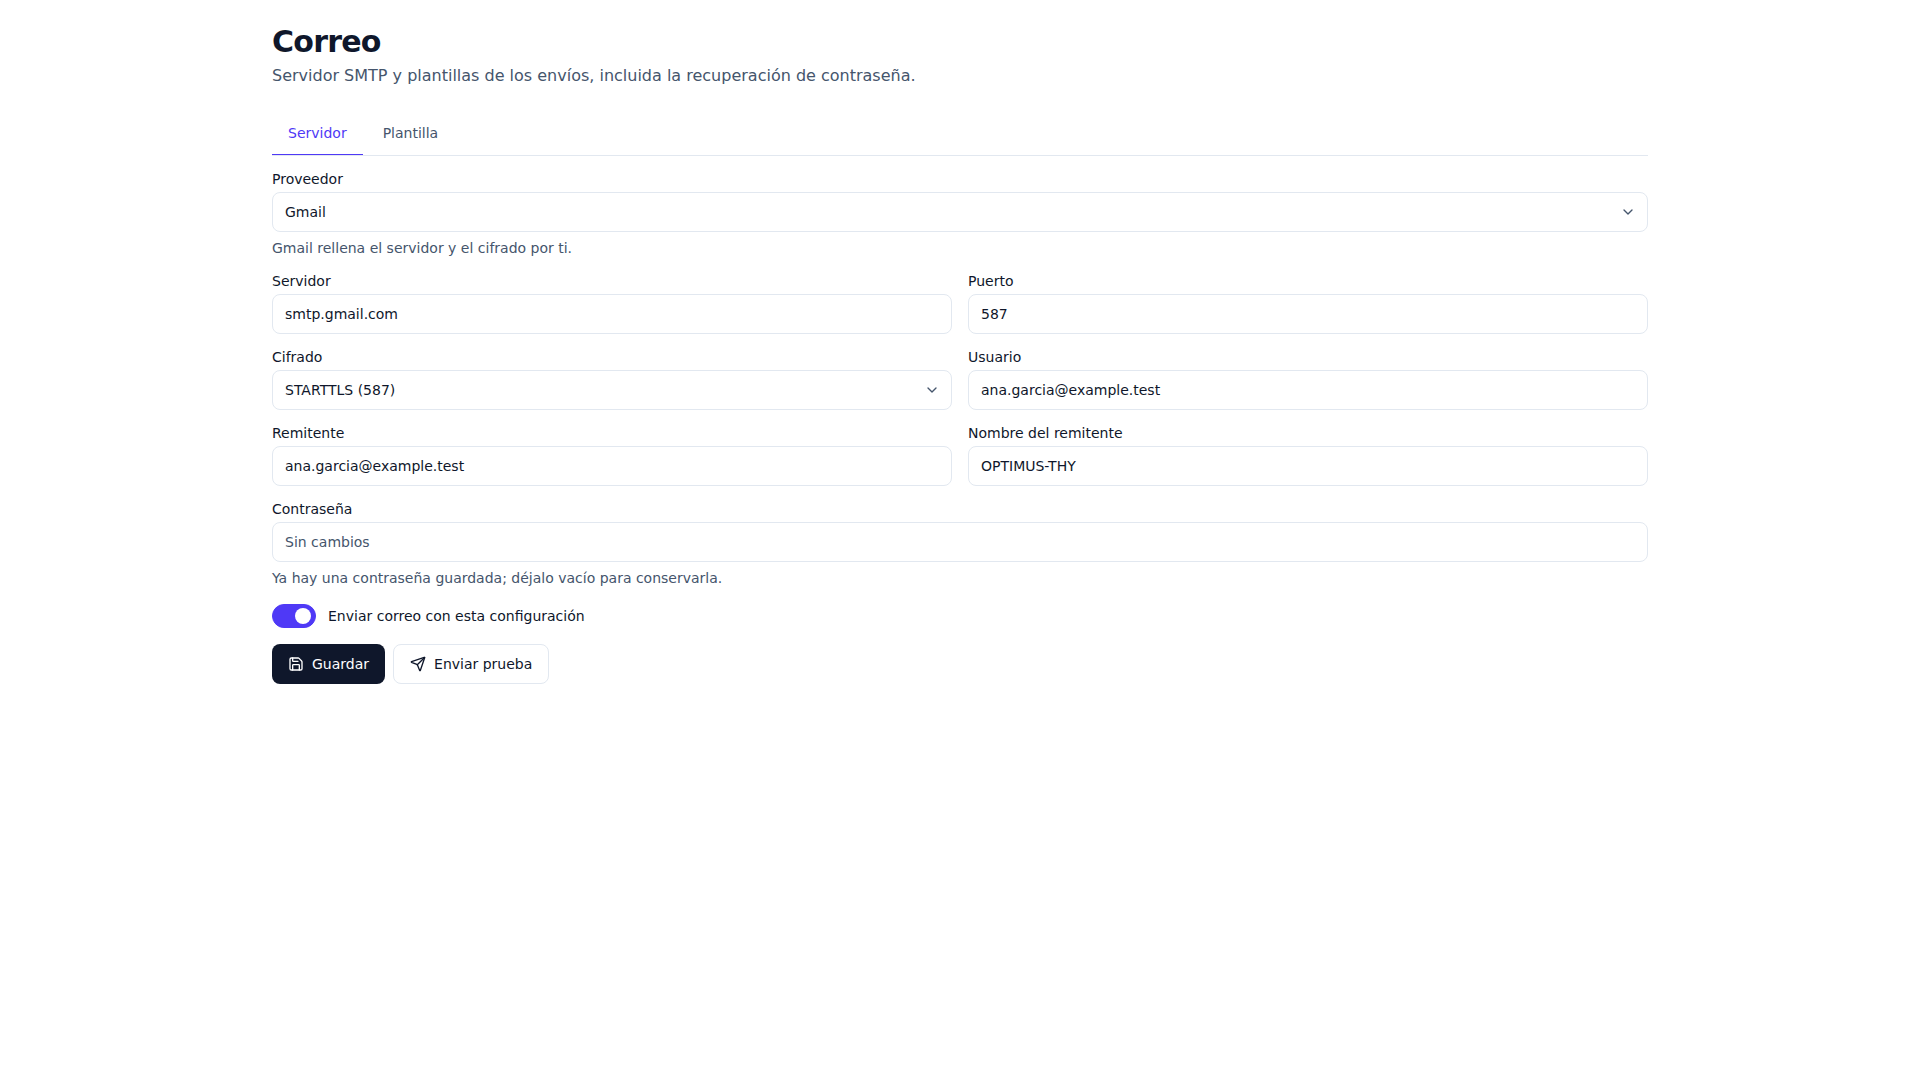 Correo
Servidor SMTP y plantillas de los envíos, incluida la recuperación de contraseña.
Servidor Plantilla
Proveedor
Gmail
Gmail rellena el servidor y el cifrado por ti.
Servidor Puerto
smtp.gmail.com 587
Cifrado Usuario
STARTTLS (587) ana.garcia@example.test
Remitente Nombre del remitente
ana.garcia@example.test OPTIMUS-THY
Contraseña
Sin cambios
Ya hay una contraseña guardada; déjalo vacío para conservarla.
Enviar correo con esta configuración
Guardar Enviar prueba